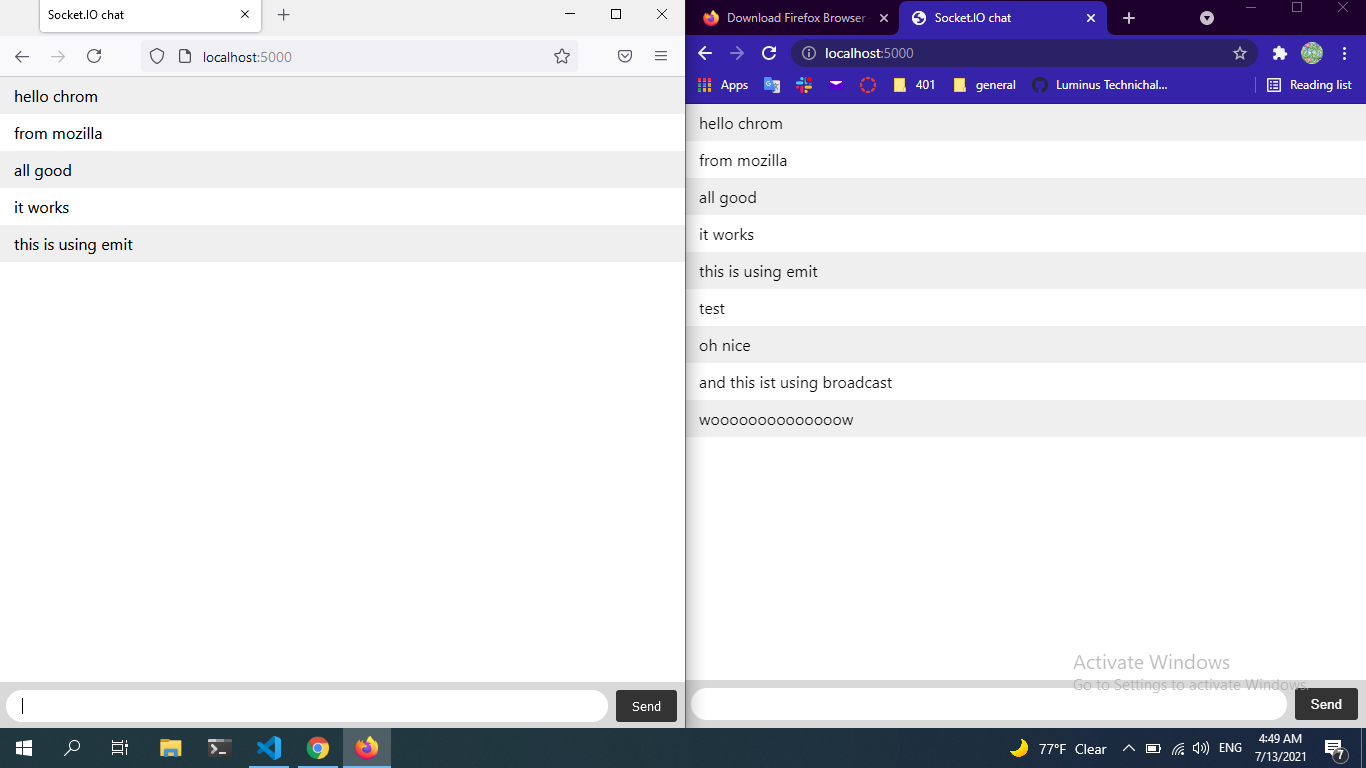 Socket.IO chat
localhost:5000
hello chrom
from mozilla
all good
it works
this is using emit
Send
Download Firefox Browser
Socket.IO chat
localhost:5000
Apps
401
general
Luminus Technichal...
Reading list
hello chrom
from mozilla
all good
it works
this is using emit
test
oh nice
and this ist using broadcast
woooooooooooooow
Activate Windows
Go to Settings to activate Windows.
Send
77°F Clear
ENG
4:49 AM
7/13/2021
7